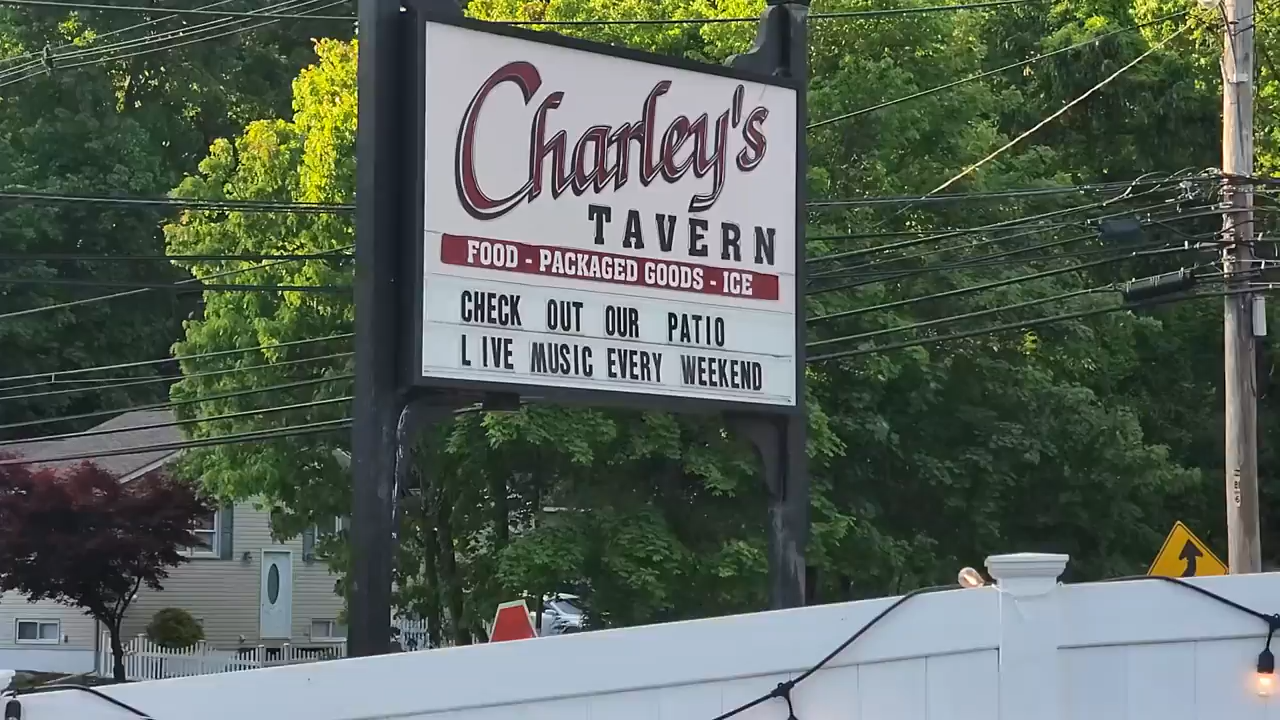 Charley's
TAVERN
FOOD - PACKAGED GOODS - ICE
CHECK OUT OUR PATIO
LIVE MUSIC EVERY WEEKEND